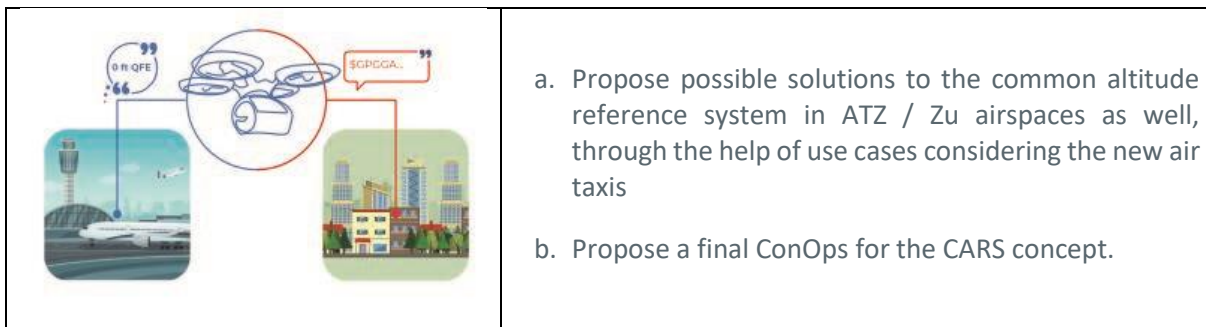 0 ft QFE
$GPGGA..
a. Propose possible solutions to the common altitude
reference system in ATZ / Zu airspaces as well,
through the help of use cases considering the new air
taxis
b. Propose a final ConOps for the CARS concept.